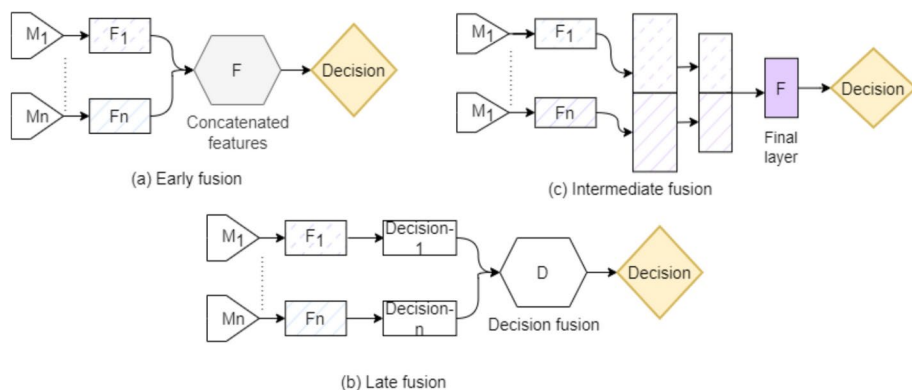 M1
F1
F
Decision
Mn
Fn
Concatenated
features
(a) Early fusion
M1
F1
M1
Fn
F
Decision
Final
layer
(c) Intermediate fusion
M1
F1
Decision-
1
D
Decision
Mn
Fn
Decision-
n
Decision fusion
(b) Late fusion